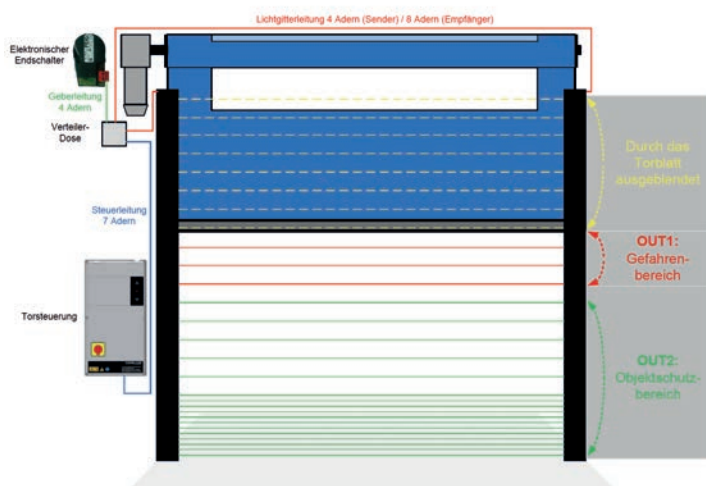 Lichtgitterleitung 4 Adern (Sender) / 8 Adern (Empfänger)
Elektronischer
Endschalter
Geberleitung
4 Adern
Verteiler-
Dose
Steuerleitung
7 Adern
Torsteuerung
Durch das
Torblatt
ausgeblendet
OUT1:
Gefahren-
bereich
OUT2:
Objektschutz-
bereich